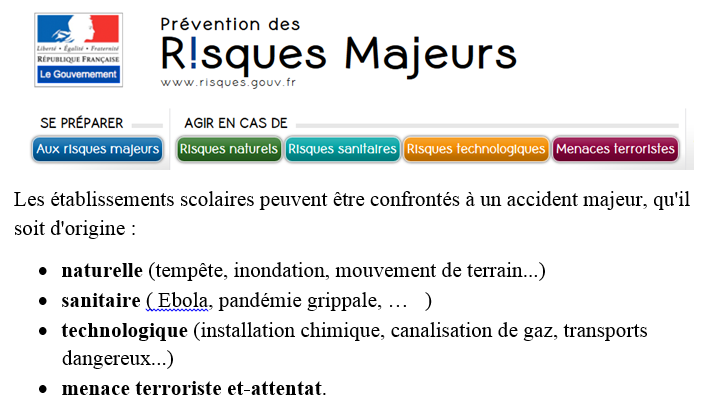 Prévention des
R!sques Majeurs
www.risques.gouv.fr
Liberté • Égalité • Fraternité
RÉPUBLIQUE FRANÇAISE
Le Gouvernement
SE PRÉPARER AGIR EN CAS DE
Aux risques majeurs Risques naturels Risques sanitaires Risques technologiques Menaces terroristes
Les établissements scolaires peuvent être confrontés à un accident majeur, qu'il
soit d'origine :
• naturelle (tempête, inondation, mouvement de terrain...)
• sanitaire ( Ebola, pandémie grippale, … )
• technologique (installation chimique, canalisation de gaz, transports
dangereux...)
• menace terroriste et-attentat.